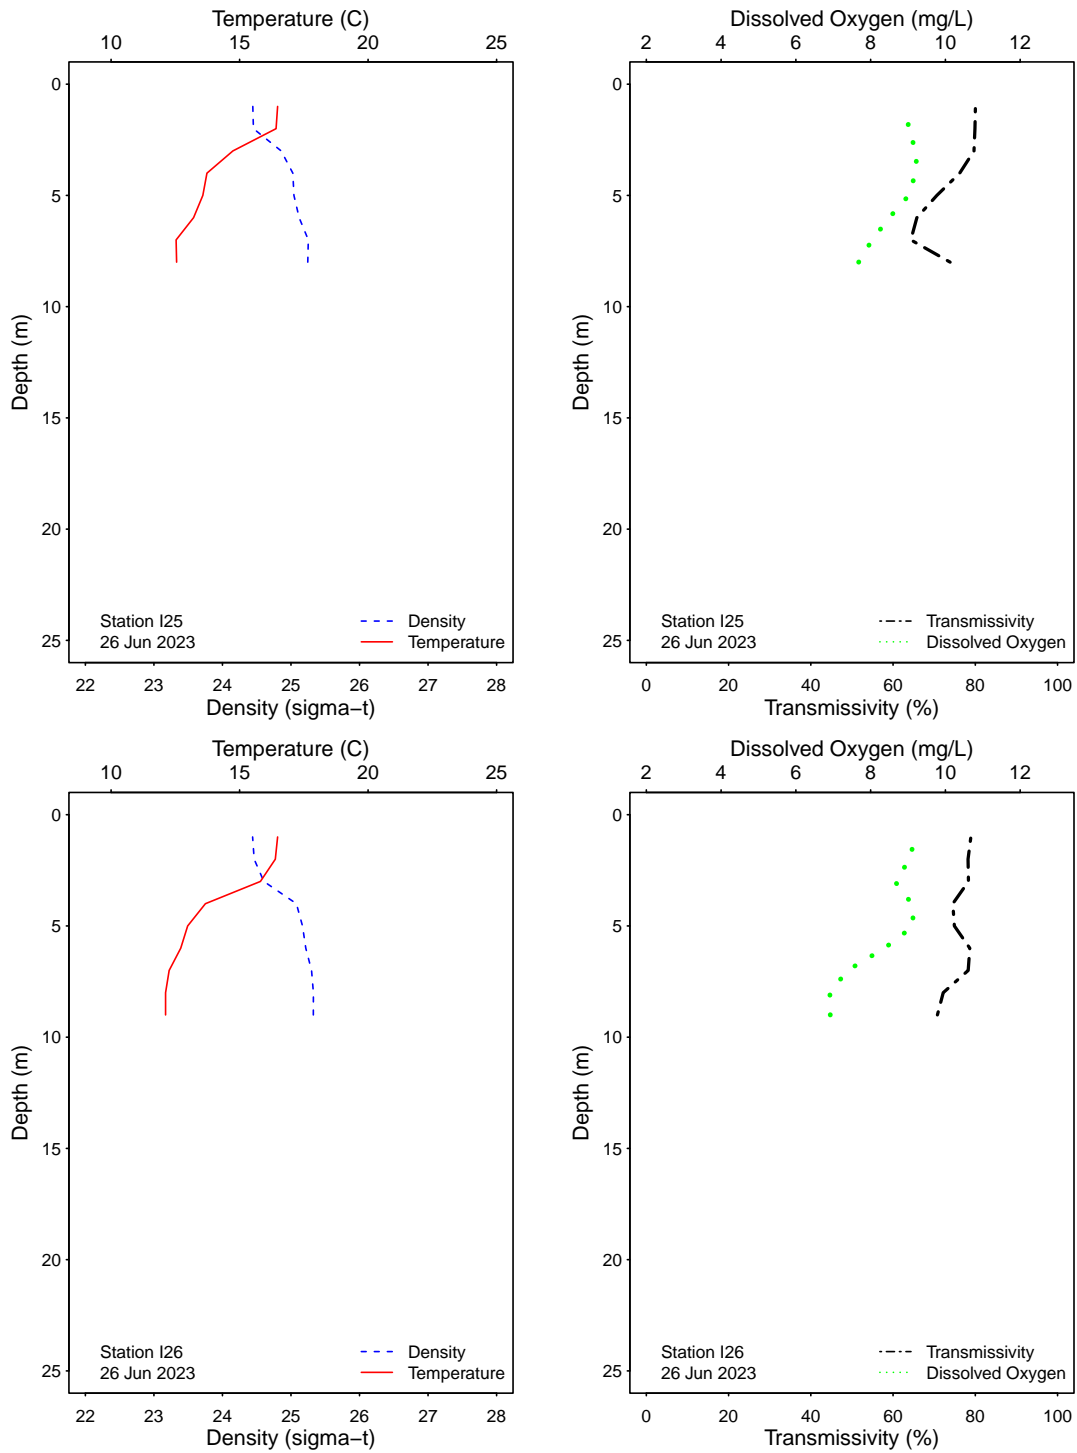 Temperature (C)
10 15 20 25
0
5
10
15
20
25
Depth (m)
Station I25
26 Jun 2023
Density
Temperature
22 23 24 25 26 27 28
Density (sigma−t)
Dissolved Oxygen (mg/L)
2 4 6 8 10 12
0
5
10
15
20
25
Depth (m)
Station I25
26 Jun 2023
Transmissivity
Dissolved Oxygen
0 20 40 60 80 100
Transmissivity (%)
Temperature (C)
10 15 20 25
0
5
10
15
20
25
Depth (m)
Station I26
26 Jun 2023
Density
Temperature
22 23 24 25 26 27 28
Density (sigma−t)
Dissolved Oxygen (mg/L)
2 4 6 8 10 12
0
5
10
15
20
25
Depth (m)
Station I26
26 Jun 2023
Transmissivity
Dissolved Oxygen
0 20 40 60 80 100
Transmissivity (%)